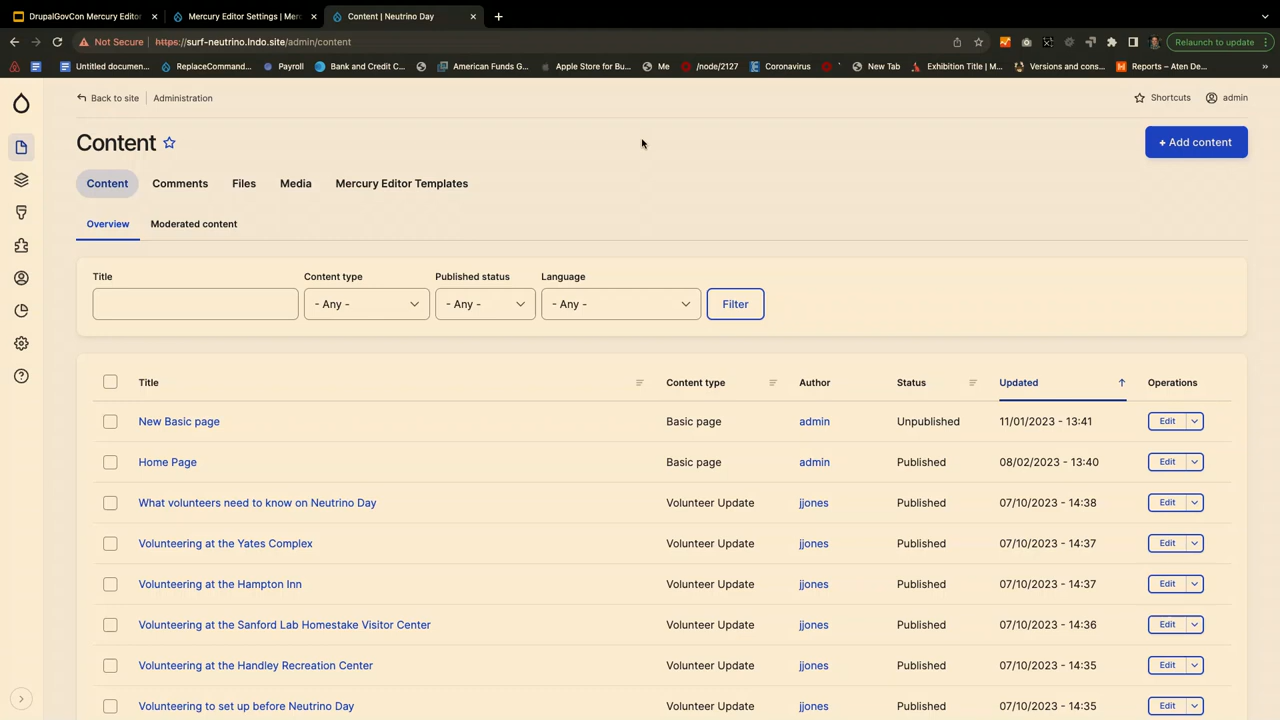 DrupalGovCon Mercury Editor
Mercury Editor Settings | Merc
Content | Neutrino Day
Not Secure
https://surf-neutrino.lndo.site/admin/content
Relaunch to update
Untitled documen...
ReplaceCommand...
Payroll
Bank and Credit C...
American Funds G...
Apple Store for Bu...
Me
/node/2127
Coronavirus
New Tab
Exhibition Title | M...
Versions and cons...
Reports – Aten De...
Back to site
Administration
Shortcuts
admin
Content
+ Add content
Content
Comments
Files
Media
Mercury Editor Templates
Overview
Moderated content
Title
Content type
Published status
Language
- Any -
- Any -
- Any -
Filter
Title
Content type
Author
Status
Updated
Operations
New Basic page
Basic page
admin
Unpublished
11/01/2023 - 13:41
Edit
Home Page
Basic page
admin
Published
08/02/2023 - 13:40
Edit
What volunteers need to know on Neutrino Day
Volunteer Update
jjones
Published
07/10/2023 - 14:38
Edit
Volunteering at the Yates Complex
Volunteer Update
jjones
Published
07/10/2023 - 14:37
Edit
Volunteering at the Hampton Inn
Volunteer Update
jjones
Published
07/10/2023 - 14:37
Edit
Volunteering at the Sanford Lab Homestake Visitor Center
Volunteer Update
jjones
Published
07/10/2023 - 14:36
Edit
Volunteering at the Handley Recreation Center
Volunteer Update
jjones
Published
07/10/2023 - 14:35
Edit
Volunteering to set up before Neutrino Day
Volunteer Update
jjones
Published
07/10/2023 - 14:35
Edit